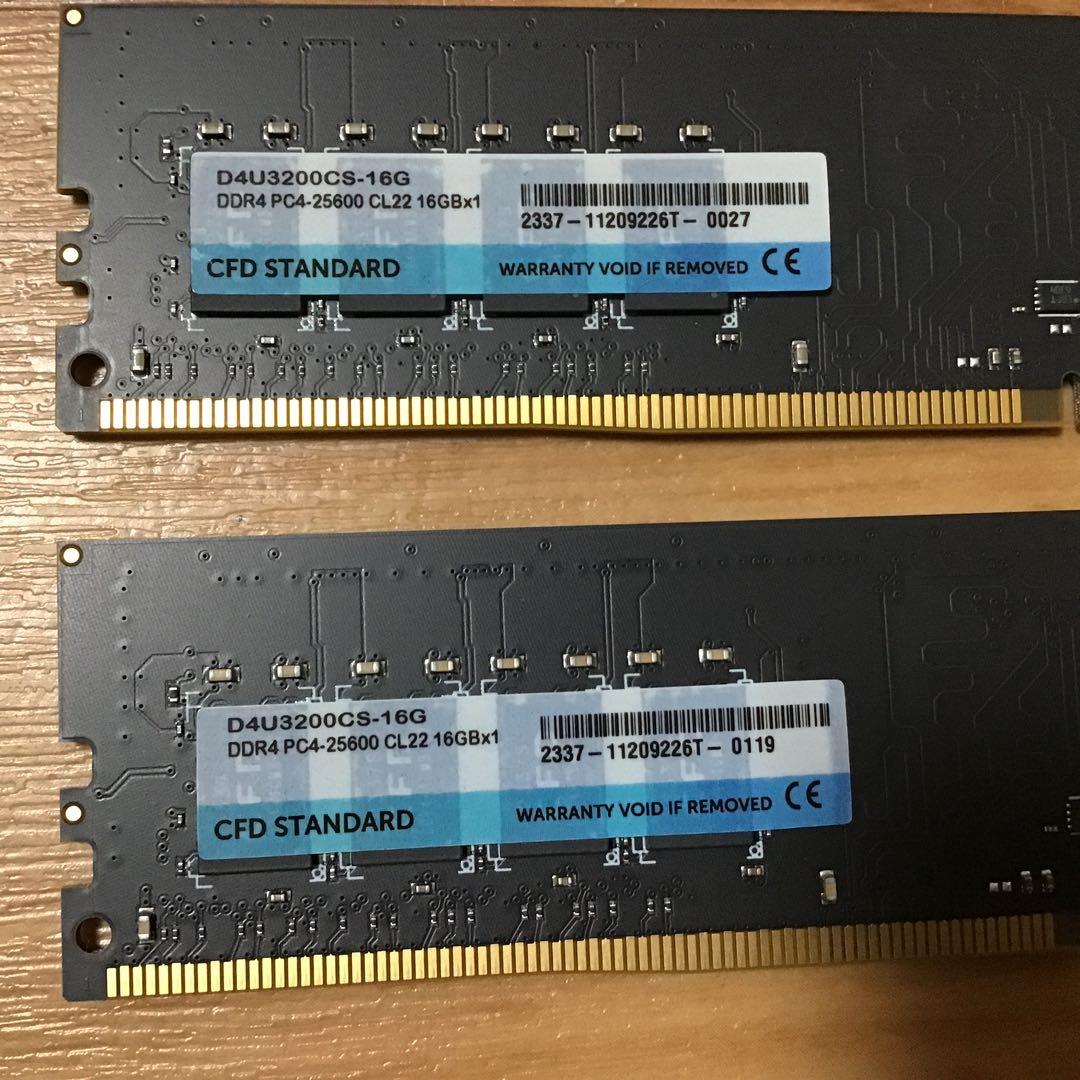 D4U3200CS-16G
DDR4 PC4-25600 CL22 16GBx1
2337-11209226T-0027
CFD STANDARD
WARRANTY VOID IF REMOVED CE
D4U3200CS-16G
DDR4 PC4-25600 CL22 16GBx1
2337-11209226T-0119
CFD STANDARD
WARRANTY VOID IF REMOVED CE